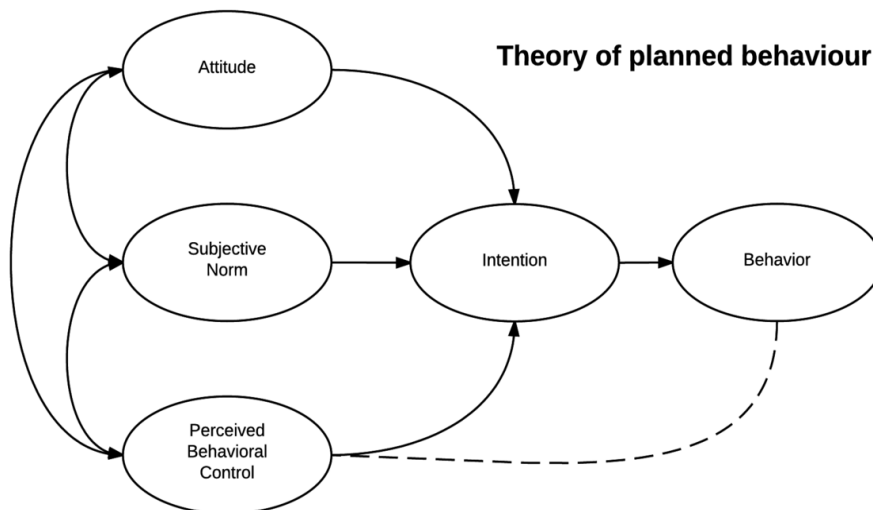 Theory of planned behaviour
Attitude
Subjective
Norm
Intention
Behavior
Perceived
Behavioral
Control